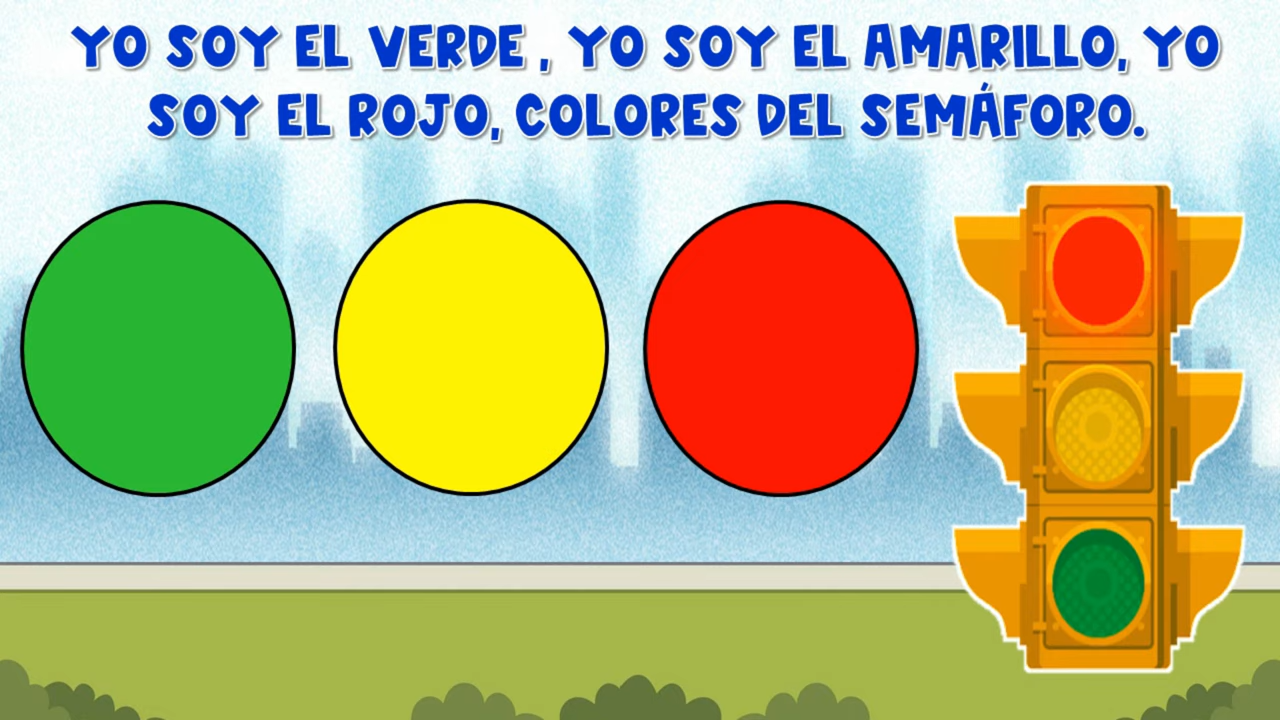 YO SOY EL VERDE , YO SOY EL AMARILLO, YO
SOY EL ROJO, COLORES DEL SEMÁFORO.